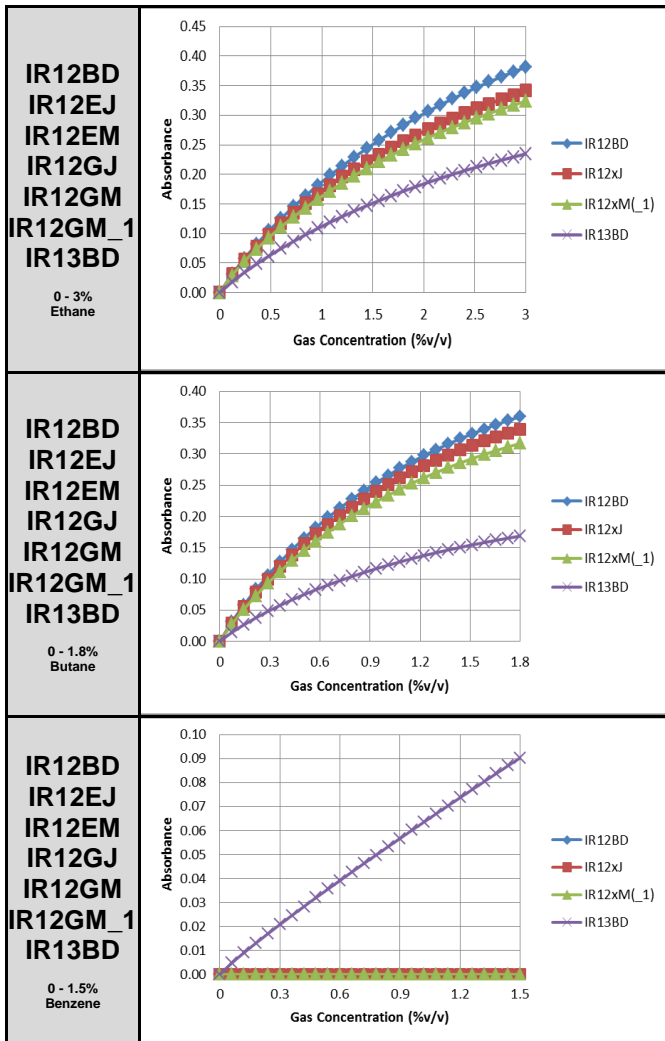 IR12BD
IR12EJ
IR12EM
IR12GJ
IR12GM
IR12GM_1
IR13BD
0 - 3%
Ethane
0.45
0.40
0.35
0.30
0.25
0.20
0.15
0.10
0.05
0.00
Absorbance
0 0.5 1 1.5 2 2.5 3
Gas Concentration (%v/v)
IR12BD
IR12xJ
IR12xM(_1)
IR13BD
IR12BD
IR12EJ
IR12EM
IR12GJ
IR12GM
IR12GM_1
IR13BD
0 - 1.8%
Butane
0.40
0.35
0.30
0.25
0.20
0.15
0.10
0.05
0.00
Absorbance
0 0.3 0.6 0.9 1.2 1.5 1.8
Gas Concentration (%v/v)
IR12BD
IR12xJ
IR12xM(_1)
IR13BD
IR12BD
IR12EJ
IR12EM
IR12GJ
IR12GM
IR12GM_1
IR13BD
0 - 1.5%
Benzene
0.10
0.09
0.08
0.07
0.06
0.05
0.04
0.03
0.02
0.01
0.00
Absorbance
0 0.3 0.6 0.9 1.2 1.5
Gas Concentration (%v/v)
IR12BD
IR12xJ
IR12xM(_1)
IR13BD